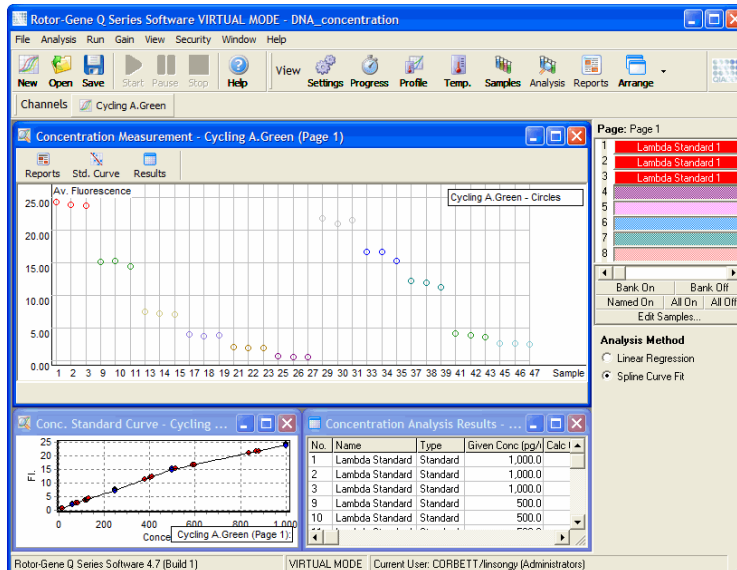 Rotor-Gene Q Series Software VIRTUAL MODE - DNA_concentration
File Analysis Run Gain View Security Window Help
New Open Save Start Pause Stop Help View Settings Progress Profile Temp. Samples Analysis Reports Arrange
Channels Cycling A.Green
Concentration Measurement - Cycling A.Green (Page 1)
Reports Std. Curve Results
Av. Fluorescence
Cycling A.Green - Circles
25.00
20.00
15.00
10.00
5.00
0.00
1 2 3 9 10 11 13 14 15 17 18 19 21 22 23 25 26 27 29 30 31 33 34 35 37 38 39 41 42 43 45 46 47 Sample
Page: Page 1
1 Lambda Standard 1
2 Lambda Standard 1
3 Lambda Standard 1
4
5
6
7
8
Bank On Bank Off
Named On All On All Off
Edit Samples...
Analysis Method
Linear Regression
Spline Curve Fit
Conc. Standard Curve - Cycling ...
25
20
15
10
5
0
Fl.
0 200 400 600 800 1,000
Conce
Cycling A.Green (Page 1):
Concentration Analysis Results - ...
No. Name Type Given Conc (pg/ Calc
1 Lambda Standard Standard 1,000.0
2 Lambda Standard Standard 1,000.0
3 Lambda Standard Standard 1,000.0
9 Lambda Standard Standard 500.0
10 Lambda Standard Standard 500.0
Rotor-Gene Q Series Software 4.7 (Build 1) VIRTUAL MODE Current User: CORBETT/linsongy (Administrators)